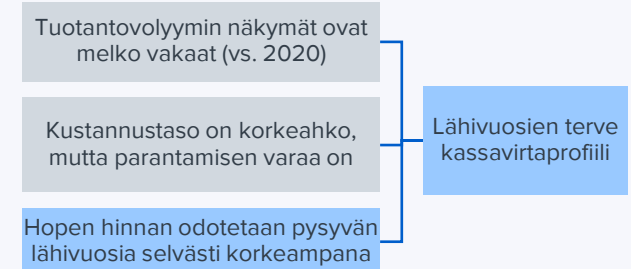 Tuotantovolyymin näkymät ovat
melko vakaat (vs. 2020)
Kustannustaso on korkeahko,
mutta parantamisen varaa on
Lähivuosien terve
kassavirtaprofiili
Hopen hinnan odotetaan pysyvän
lähivuosia selvästi korkeampana